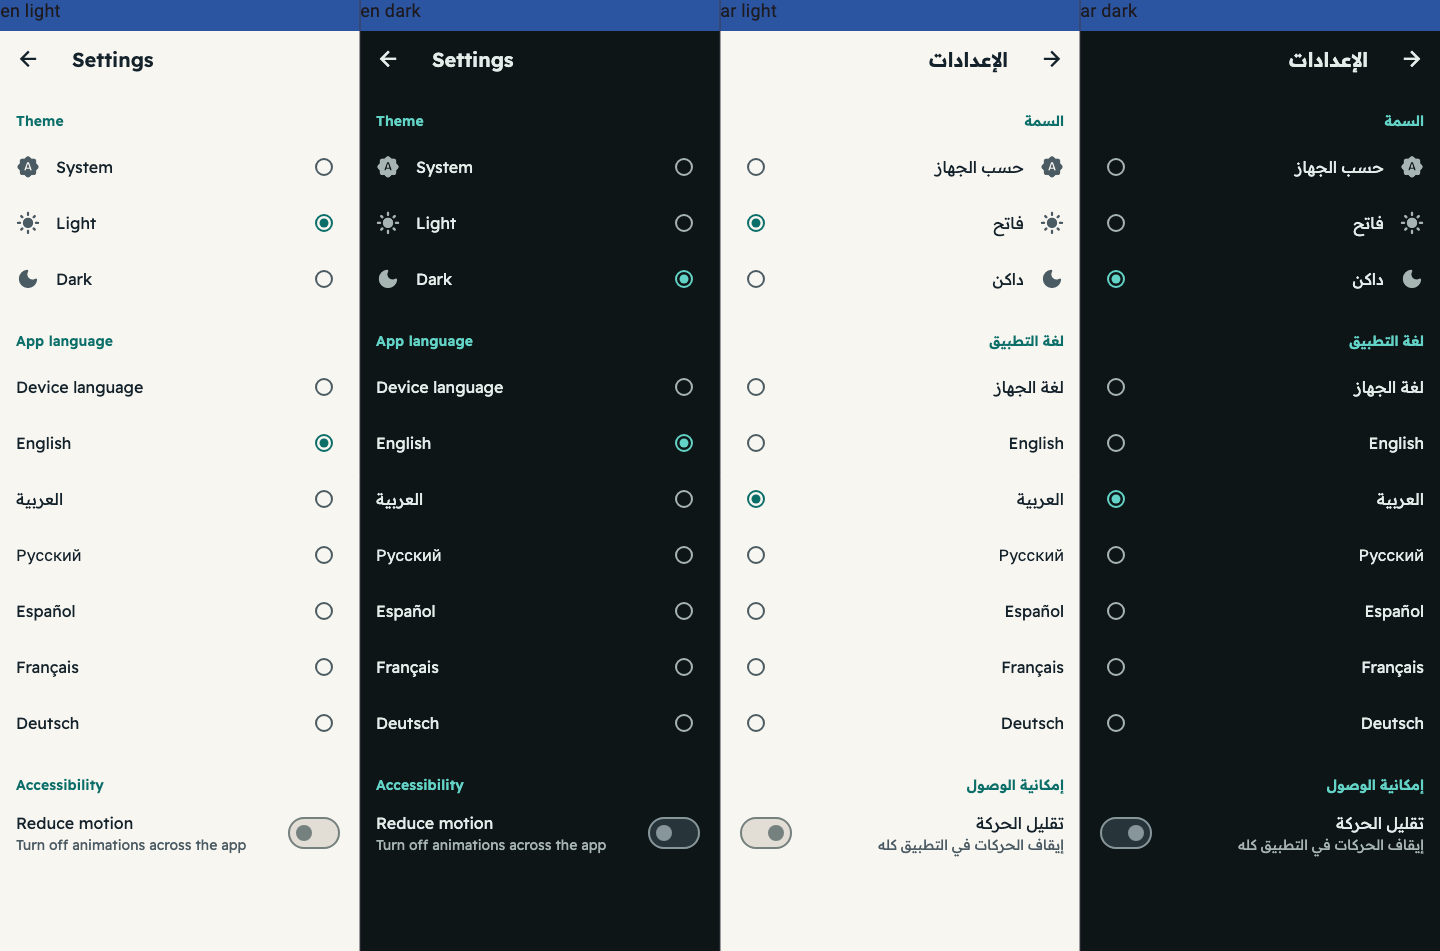 en light
Settings
Theme
A System
Light
Dark
App language
Device language
English
العربية
Русский
Español
Français
Deutsch
Accessibility
Reduce motion
Turn off animations across the app
en dark
Settings
Theme
A System
Light
Dark
App language
Device language
English
العربية
Русский
Español
Français
Deutsch
Accessibility
Reduce motion
Turn off animations across the app
ar light
الإعدادات
السمة
A حسب الجهاز
فاتح
داكن
لغة التطبيق
لغة الجهاز
English
العربية
Русский
Español
Français
Deutsch
إمكانية الوصول
تقليل الحركة
إيقاف الحركات في التطبيق كله
ar dark
الإعدادات
السمة
A حسب الجهاز
فاتح
داكن
لغة التطبيق
لغة الجهاز
English
العربية
Русский
Español
Français
Deutsch
إمكانية الوصول
تقليل الحركة
إيقاف الحركات في التطبيق كله